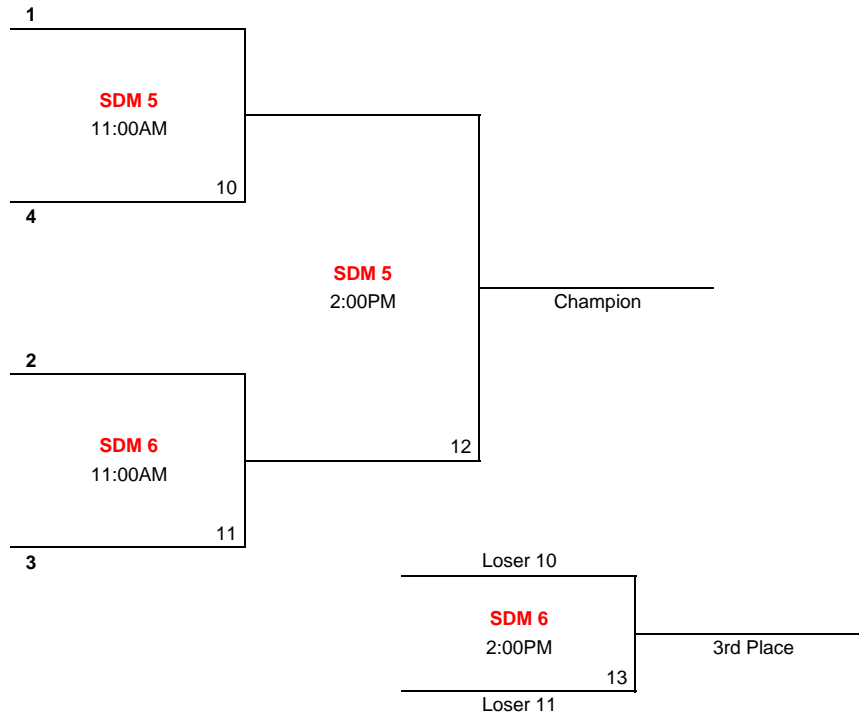 1
SDM 5
11:00AM
10
4
SDM 5
2:00PM
Champion
2
12
SDM 6
11:00AM
11
3
Loser 10
SDM 6
2:00PM
3rd Place
13
Loser 11